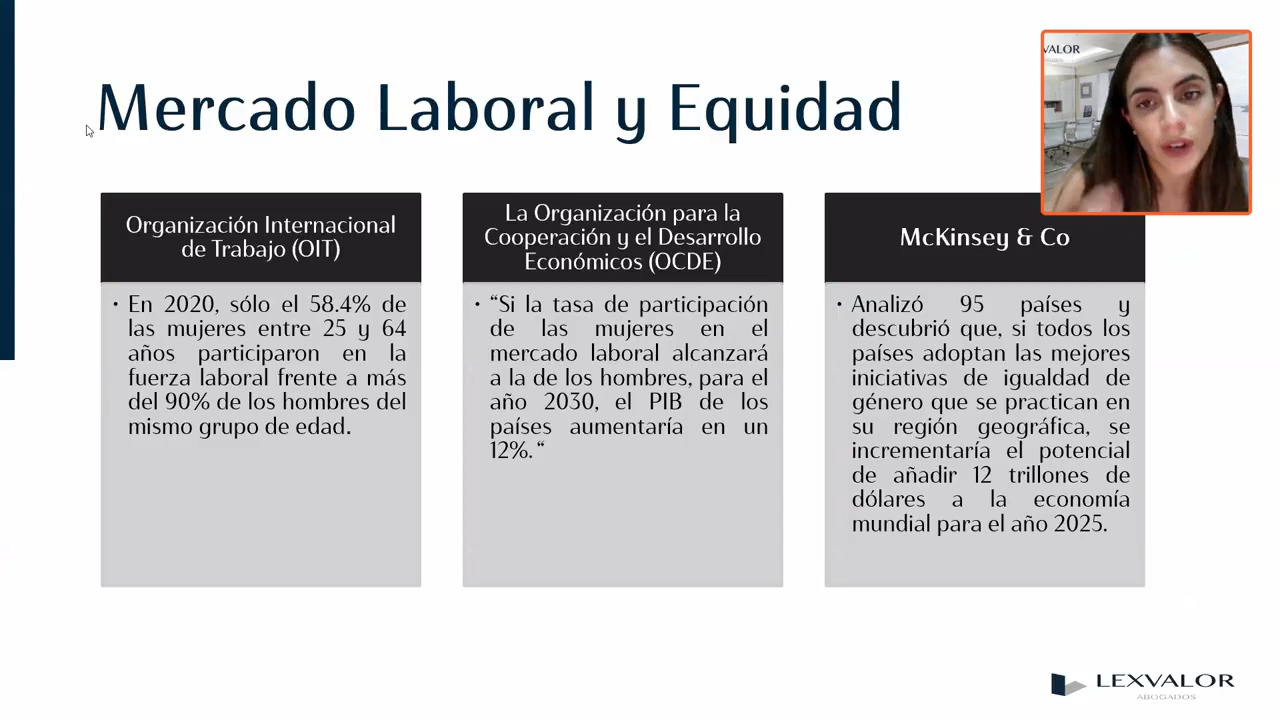 Mercado Laboral y Equidad
VALOR
Organización Internacional
de Trabajo (OIT)
• En 2020, sólo el 58.4% de
las mujeres entre 25 y 64
años participaron en la
fuerza laboral frente a más
del 90% de los hombres del
mismo grupo de edad.
La Organización para la
Cooperación y el Desarrollo
Económicos (OCDE)
• “Si la tasa de participación
de las mujeres en el
mercado laboral alcanzará
a la de los hombres, para el
año 2030, el PIB de los
países aumentaría en un
12%. “
McKinsey & Co
• Analizó 95 países y
descubrió que, si todos los
países adoptan las mejores
iniciativas de igualdad de
género que se practican en
su región geográfica, se
incrementaría el potencial
de añadir 12 trillones de
dólares a la economía
mundial para el año 2025.
LEXVALOR
ABOGADOS